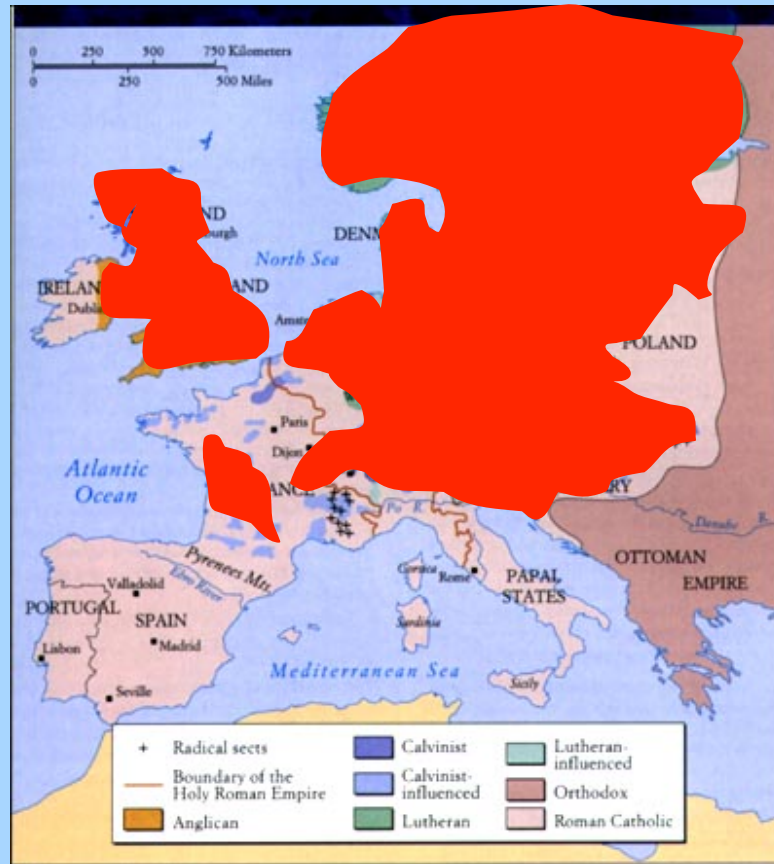 0 250 500 750 Kilometers
0 250 500 Miles
North Sea
Paris
Dijon
POLAND
Atlantic
Ocean
Po R.
Danube R.
Pyrenees Mts.
Ebro River
Corsica
Rome
PAPAL
STATES
OTTOMAN
EMPIRE
Valladolid
PORTUGAL
SPAIN
Madrid
Lisbon
Sardinia
Seville
Mediterranean Sea
Sicily
Radical sects
Boundary of the
Holy Roman Empire
Anglican
Calvinist
Calvinist-
influenced
Lutheran
Lutheran-
influenced
Orthodox
Roman Catholic